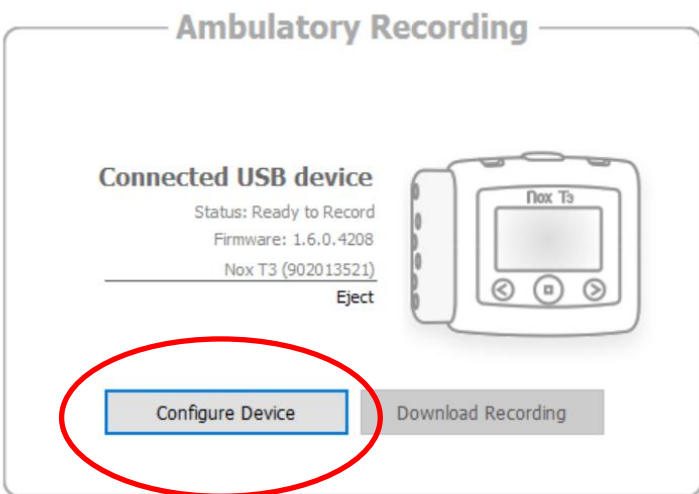 Ambulatory Recording
Connected USB device
Status: Ready to Record
Firmware: 1.6.0.4208
Nox T3 (902013521)
Eject
Nox T3
Configure Device
Download Recording